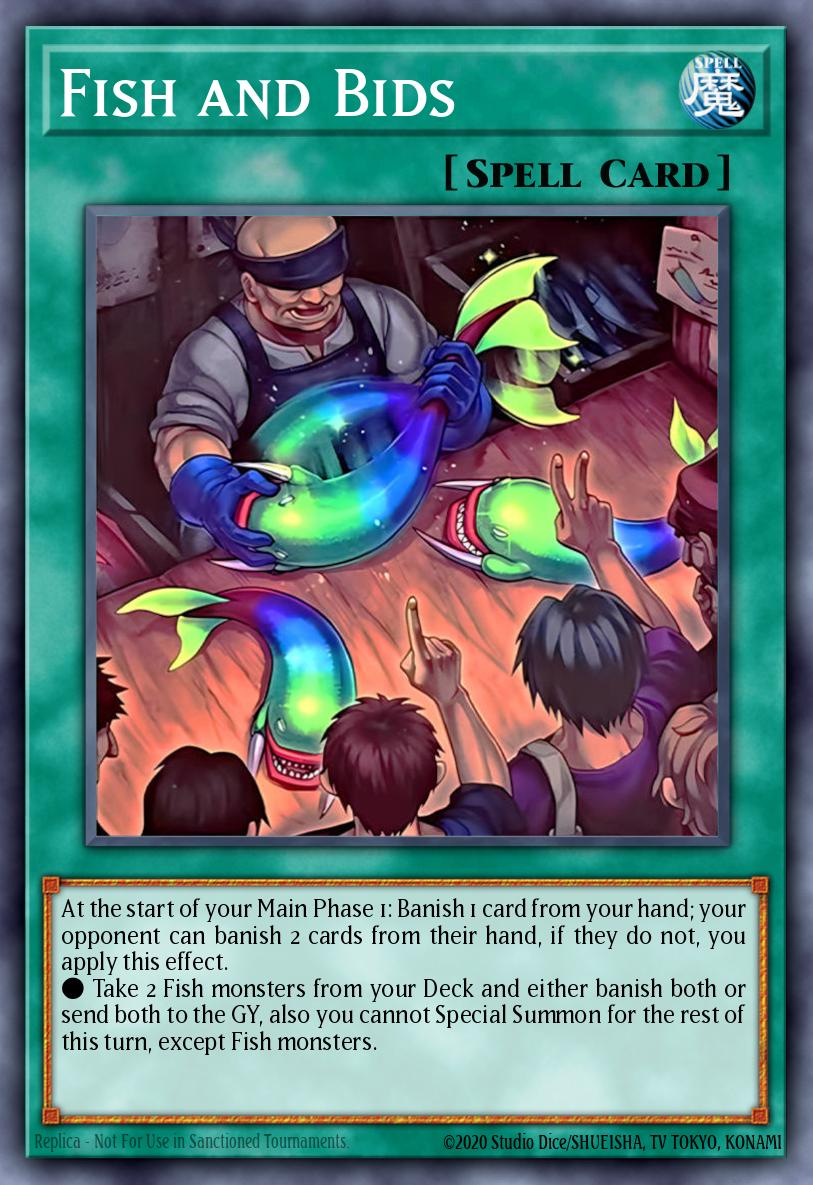 Fish and Bids
SPELL
魔
[Spell Card]
At the start of your Main Phase 1: Banish 1 card from your hand; your
opponent can banish 2 cards from their hand, if they do not, you
apply this effect.
● Take 2 Fish monsters from your Deck and either banish both or
send both to the GY, also you cannot Special Summon for the rest of
this turn, except Fish monsters.
Replica - Not For Use in Sanctioned Tournaments.
©2020 Studio Dice/SHUEISHA, TV TOKYO, KONAMI